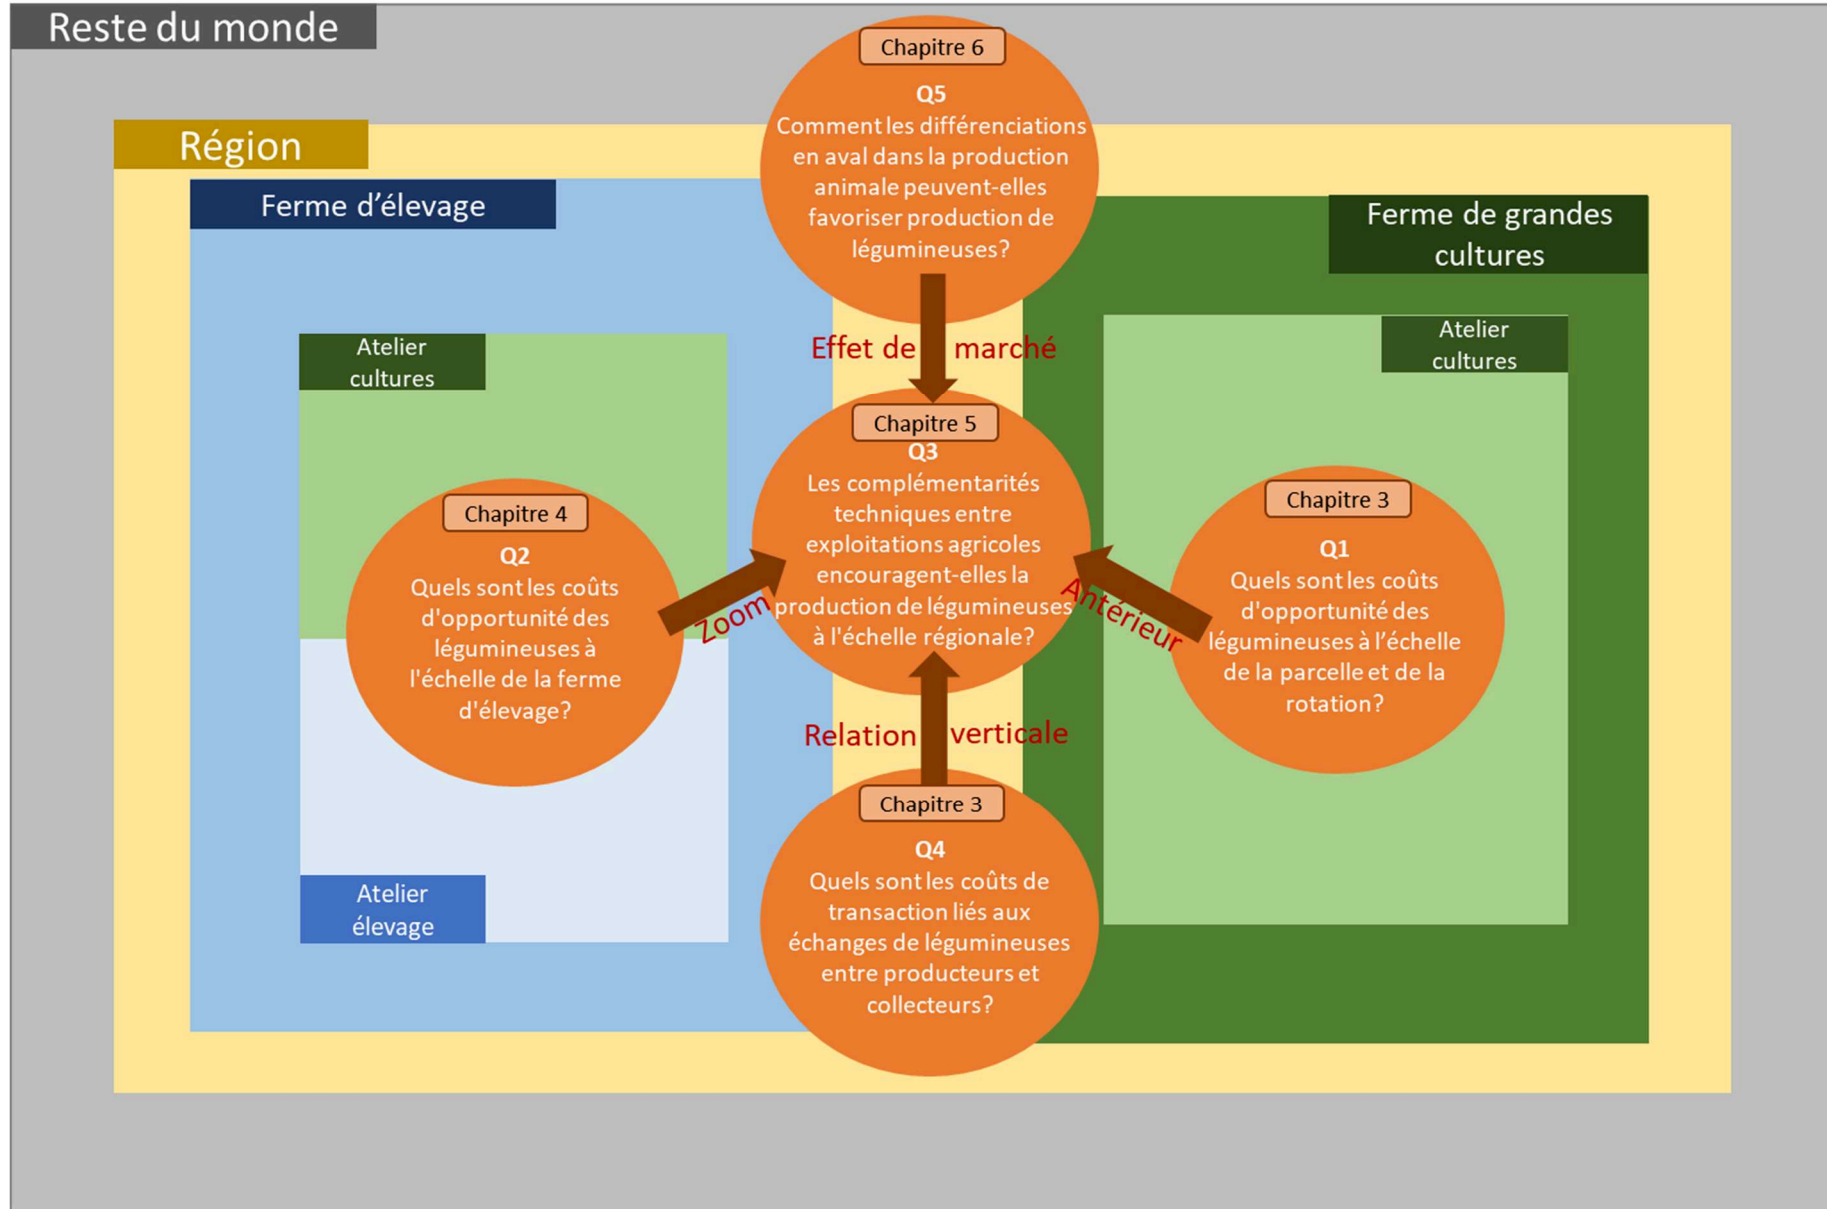 Reste du monde
Chapitre 6
Q5
Comment les différenciations
en aval dans la production
animale peuvent-elles
favoriser production de
légumineuses?
Région
Ferme d'élevage
Ferme de grandes
cultures
Effet de marché
Atelier
cultures
Atelier
cultures
Chapitre 5
Q3
Les complémentarités
techniques entre
exploitations agricoles
encouragent-elles la
production de légumineuses
à l'échelle régionale?
Chapitre 4
Q2
Quels sont les coûts
d'opportunité des
légumineuses à
l'échelle de la ferme
d'élevage?
Zoom
Chapitre 3
Q1
Quels sont les coûts
d'opportunité des
légumineuses à l’échelle
de la parcelle et de la
rotation?
Antérieur
Relation verticale
Chapitre 3
Q4
Quels sont les coûts de
transaction liés aux
échanges de légumineuses
entre producteurs et
collecteurs?
Atelier
élevage